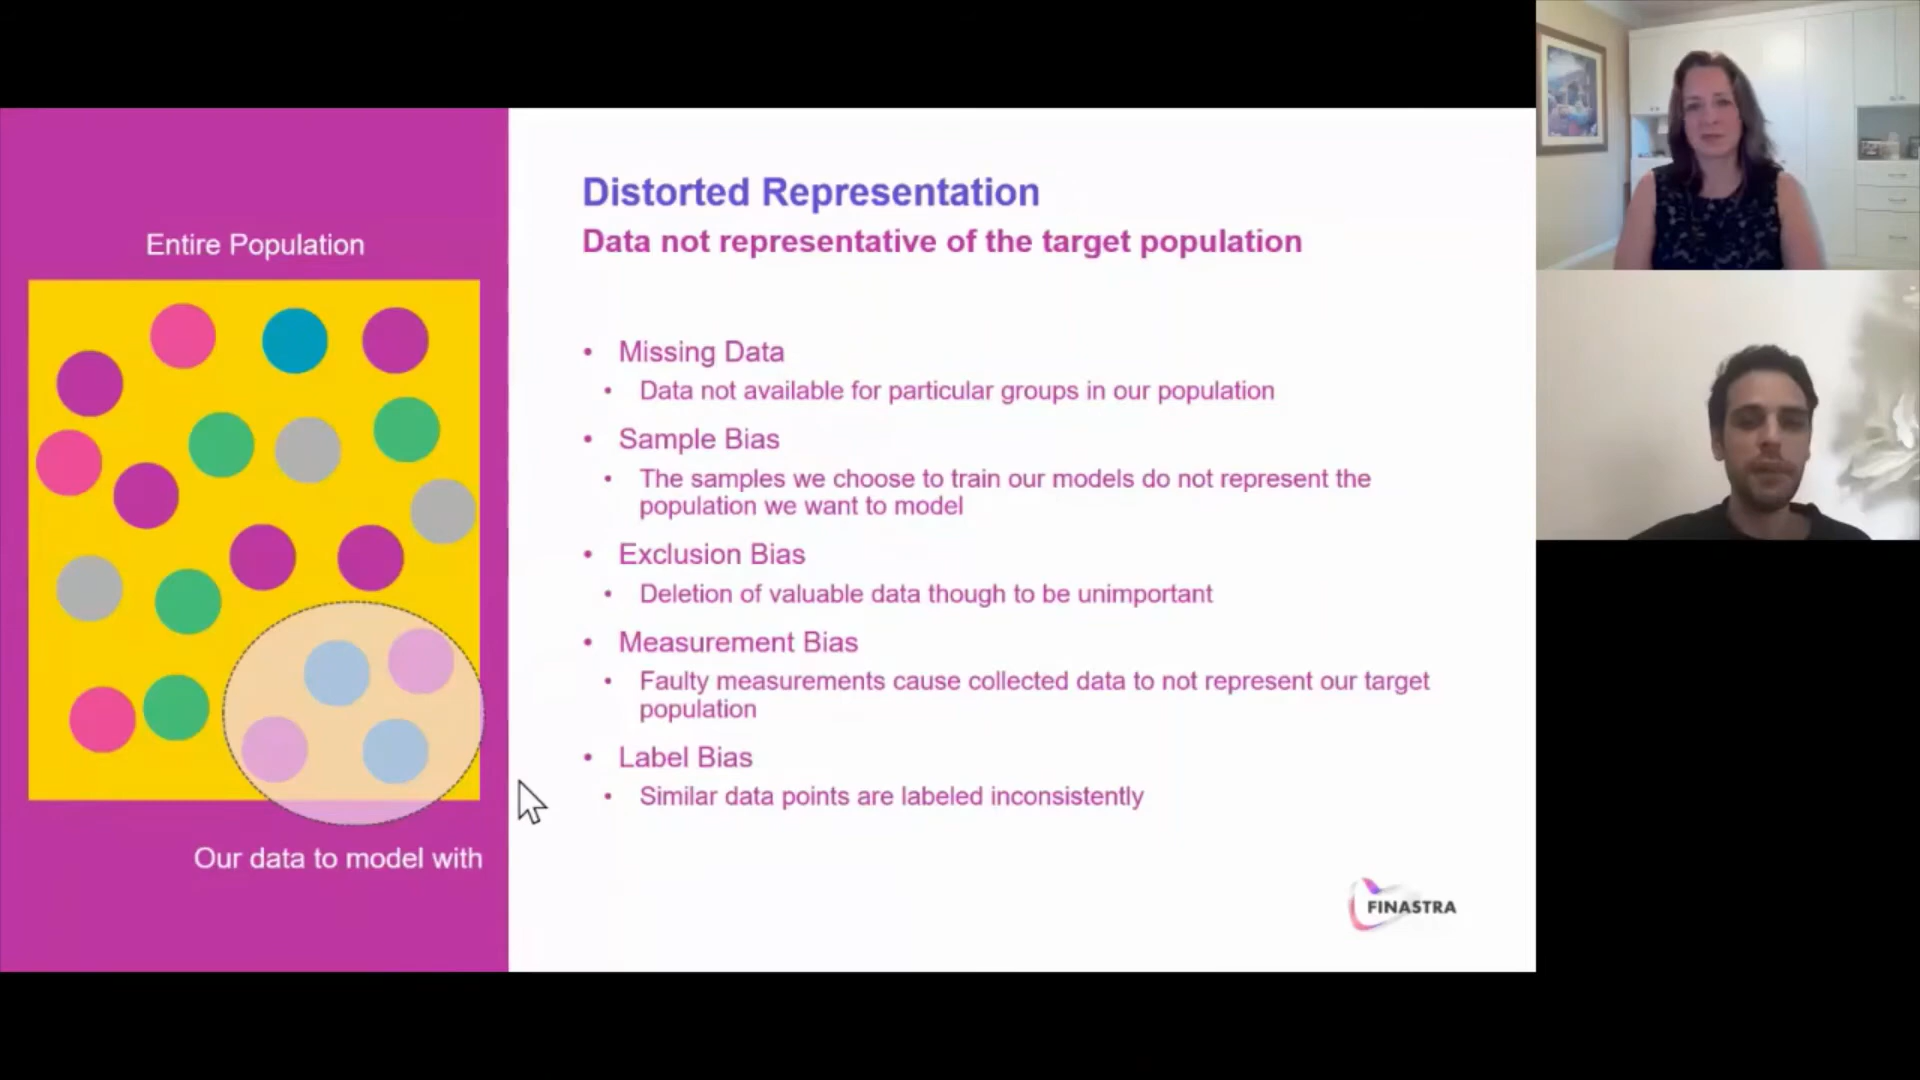 Entire Population
Our data to model with
Distorted Representation
Data not representative of the target population
• Missing Data
• Data not available for particular groups in our population
• Sample Bias
• The samples we choose to train our models do not represent the
population we want to model
• Exclusion Bias
• Deletion of valuable data though to be unimportant
• Measurement Bias
• Faulty measurements cause collected data to not represent our target
population
• Label Bias
• Similar data points are labeled inconsistently
FINASTRA